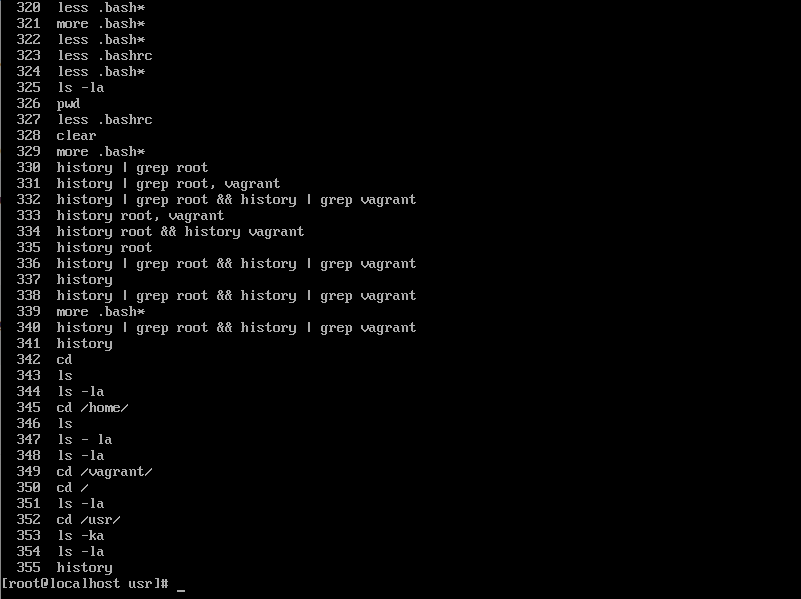 320 less .bash*
321 more .bash*
322 less .bash*
323 less .bashrc
324 less .bash*
325 ls -la
326 pwd
327 less .bashrc
328 clear
329 more .bash*
330 history | grep root
331 history | grep root, vagrant
332 history | grep root && history | grep vagrant
333 history root, vagrant
334 history root && history vagrant
335 history root
336 history | grep root && history | grep vagrant
337 history
338 history | grep root && history | grep vagrant
339 more .bash*
340 history | grep root && history | grep vagrant
341 history
342 cd
343 ls
344 ls -la
345 cd /home/
346 ls
347 ls - la
348 ls -la
349 cd /vagrant/
350 cd /
351 ls -la
352 cd /usr/
353 ls -ka
354 ls -la
355 history
[root@localhost usr]# _